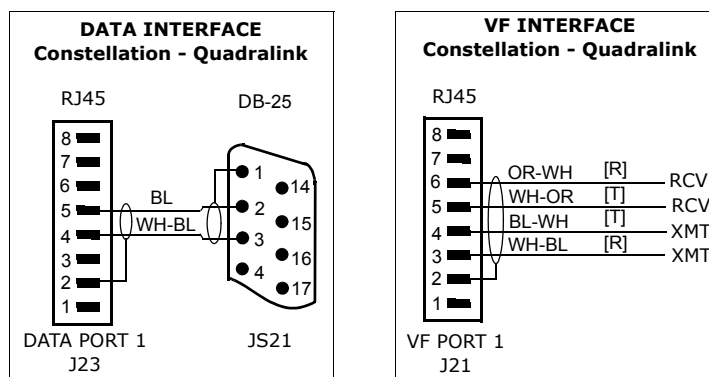 DATA INTERFACE
Constellation - Quadralink
RJ45
DB-25
8
7
6
5
4
3
2
1
BL
WH-BL
1
2
3
4
14
15
16
17
DATA PORT 1
J23
JS21
VF INTERFACE
Constellation - Quadralink
RJ45
8
7
6
5
4
3
2
1
OR-WH [R] RCV
WH-OR [T] RCV
BL-WH [T] XMT
WH-BL [R] XMT
VF PORT 1
J21